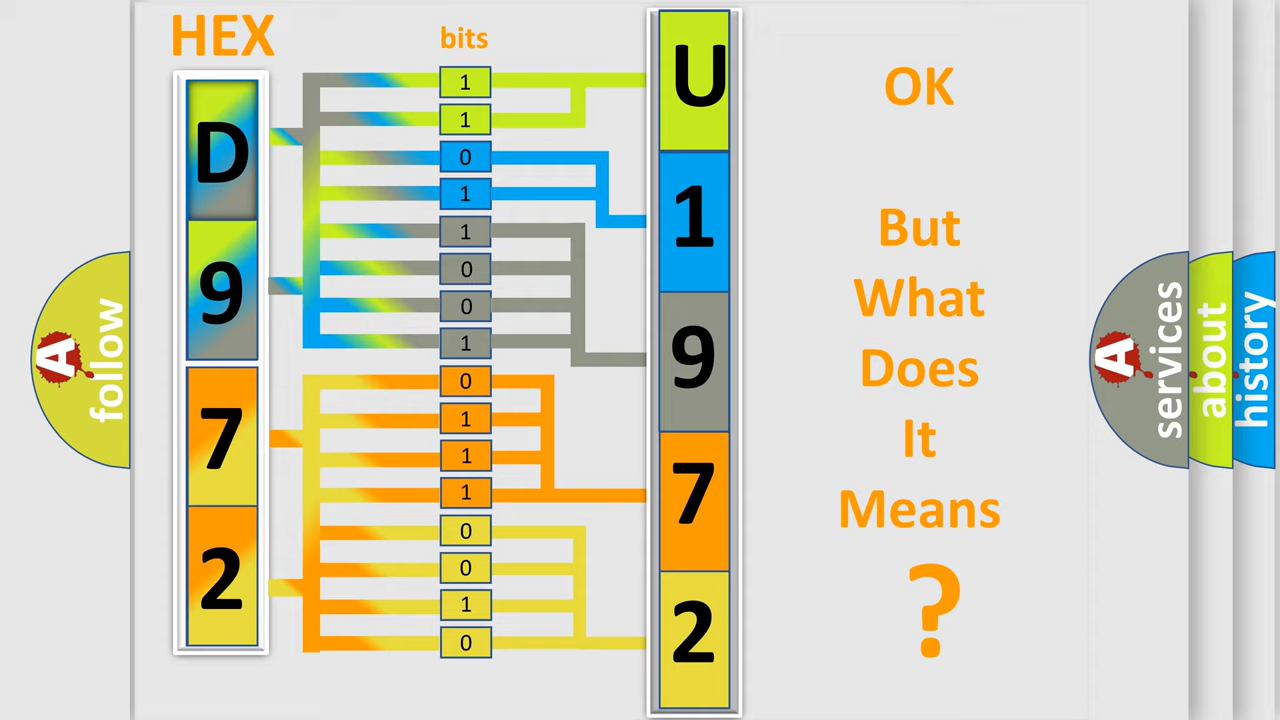 HEX
bits
D
9
7
2
1
1
0
1
1
0
0
1
0
1
1
1
0
0
1
0
U
1
9
7
2
OK
But
What
Does
It
Means
?
A
follow
A
services
about
history